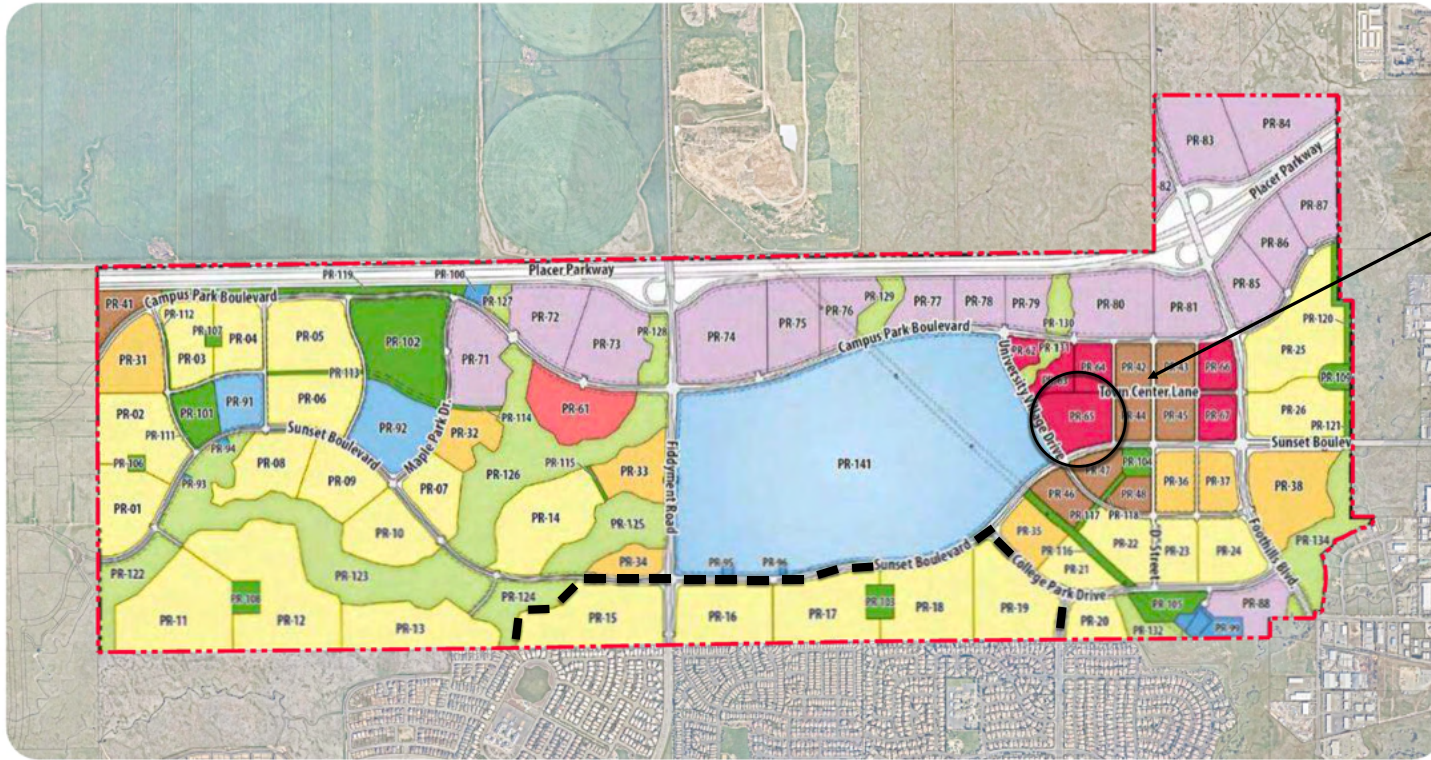 PR-83
PR-84
-82
Placer Parkway
PR-87
PR-86
PR-85
PR-119
PR-100
Placer Parkway
PR-41
Campus Park Boulevard
PR-112
PR-107
PR-04
PR-05
PR-03
PR-31
PR-102
PR-127
PR-72
PR-73
PR-128
PR-71
PR-74
PR-75
PR-76
PR-129
PR-77
PR-78
PR-79
PR-130
PR-80
PR-81
Campus Park Boulevard
PR-120
PR-25
PR-109
PR-26
PR-121
PR-62
PR-64
PR-42
PR-43
PR-66
Town Center Lane
PR-65
PR-44
PR-45
PR-67
University Village Drive
Sunset Boulev
PR-113
PR-02
PR-101
PR-91
PR-06
PR-111
PR-92
Maple Park Dr.
PR-32
PR-114
PR-61
PR-94
Sunset Boulevard
PR-106
PR-93
PR-08
PR-09
PR-07
PR-126
PR-115
PR-33
Fiddyment Road
PR-141
PR-01
PR-10
PR-14
PR-125
PR-34
PR-47
PR-104
PR-46
PR-48
PR-36
PR-37
PR-38
PR-117
PR-118
PR-35
PR-116
PR-21
PR-22
"D" Street
PR-23
PR-24
Foothills Blvd
PR-134
PR-122
PR-123
PR-124
PR-95
PR-96
Sunset Boulevard
College Park Drive
PR-108
PR-11
PR-12
PR-13
PR-15
PR-16
PR-17
PR-103
PR-18
PR-19
PR-20
PR-105
PR-132
PR-88
PR-99